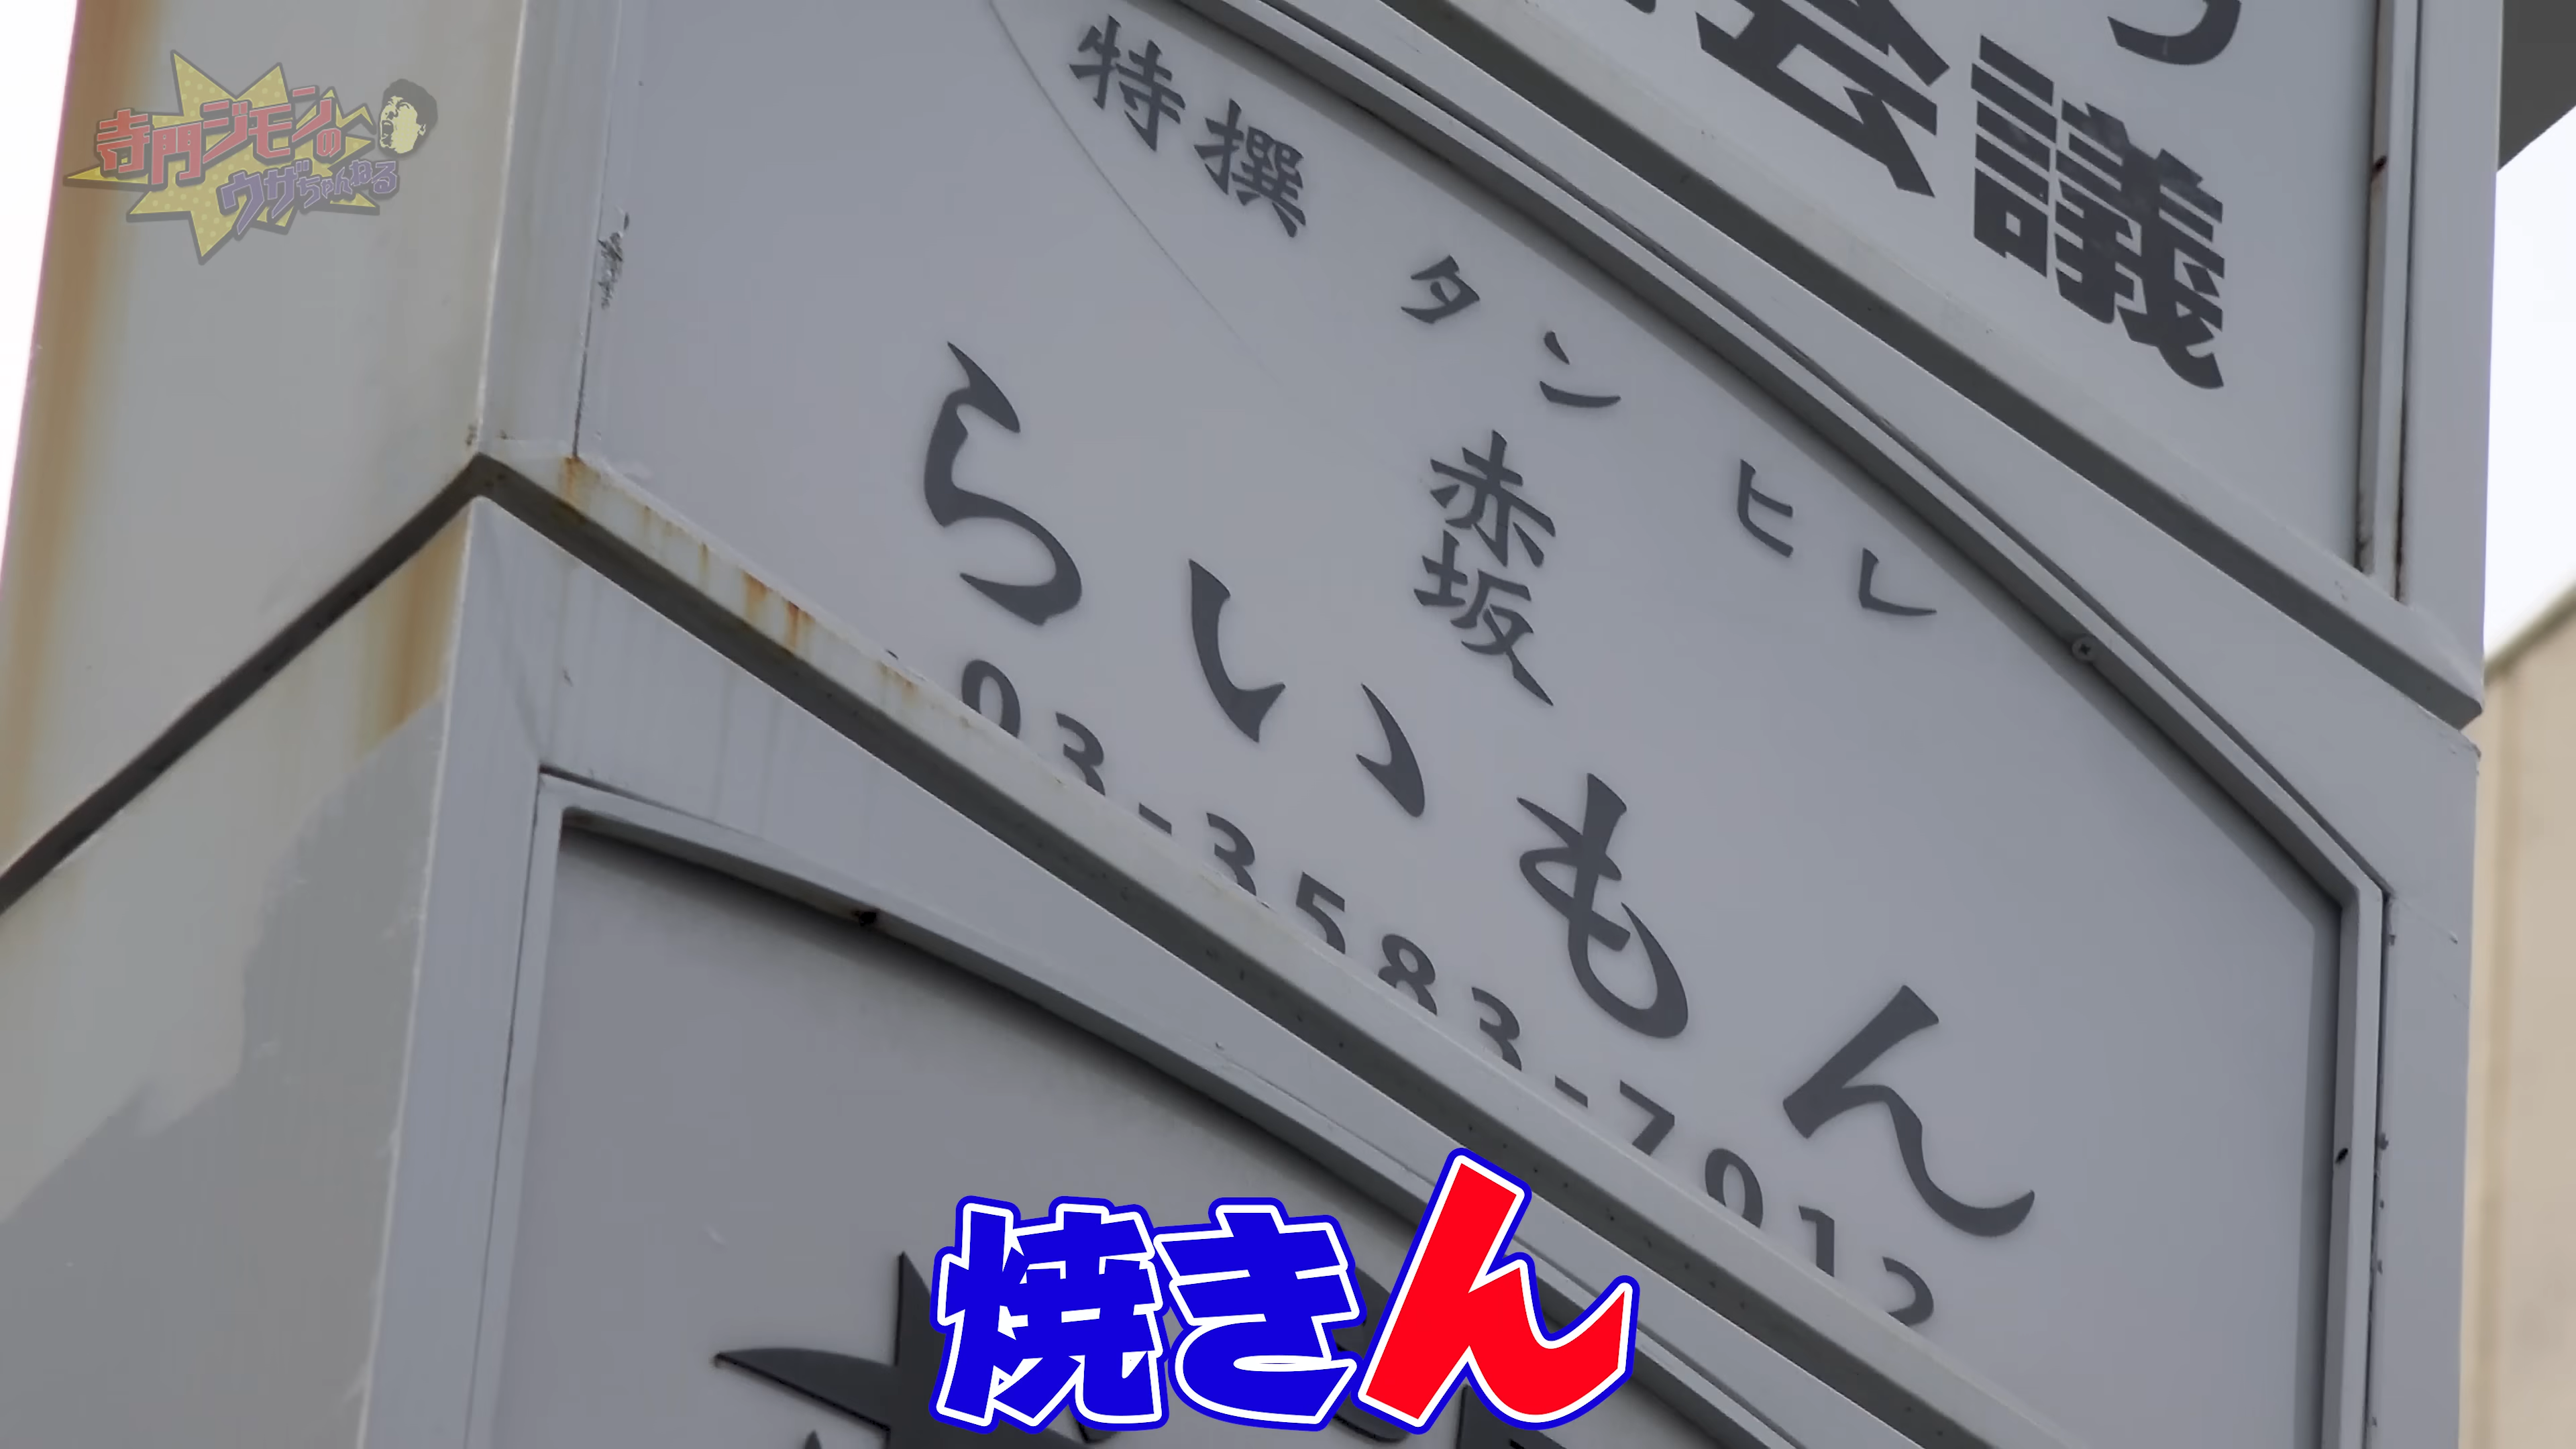 寺門ジモンの
ウザちゃんねる
会議
特撰 タン ヒレ
赤坂
らいもん
03-3583-7012
焼きん